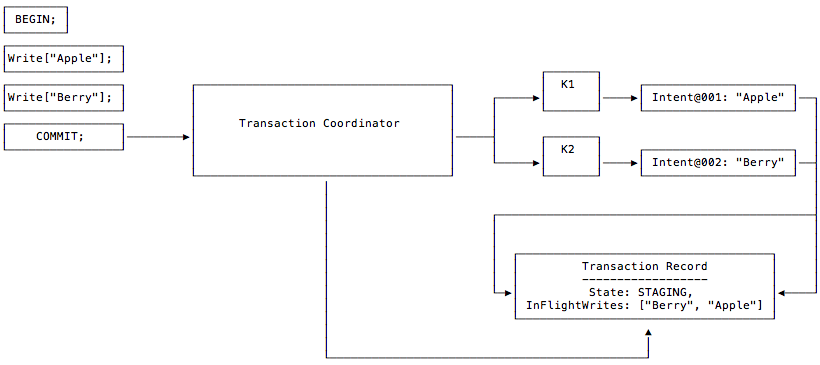 BEGIN;
Write["Apple"];
Write["Berry"];
COMMIT;
Transaction Coordinator
K1
Intent@001: "Apple"
K2
Intent@002: "Berry"
Transaction Record
------------------
State: STAGING,
InFlightWrites: ["Berry", "Apple"]